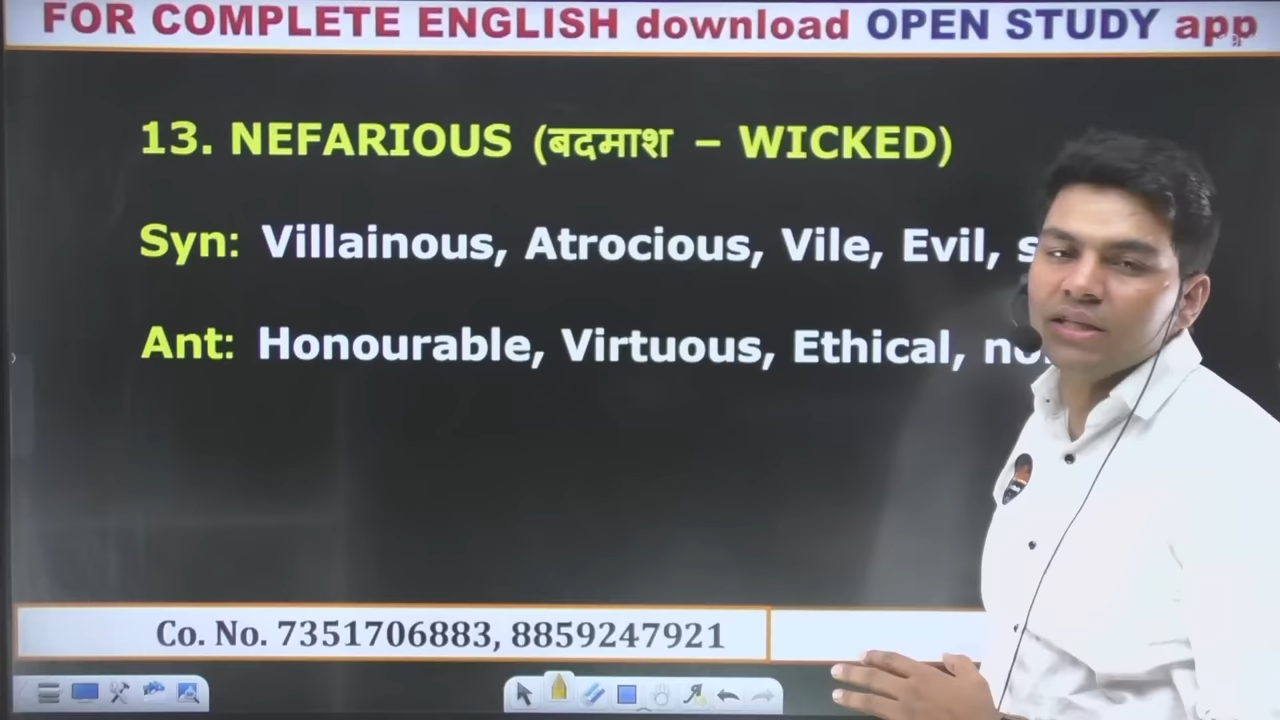 FOR COMPLETE ENGLISH download OPEN STUDY app
13. NEFARIOUS (बदमाश – WICKED)
Syn: Villainous, Atrocious, Vile, Evil,
Ant: Honourable, Virtuous, Ethical,
Co. No. 7351706883, 8859247921